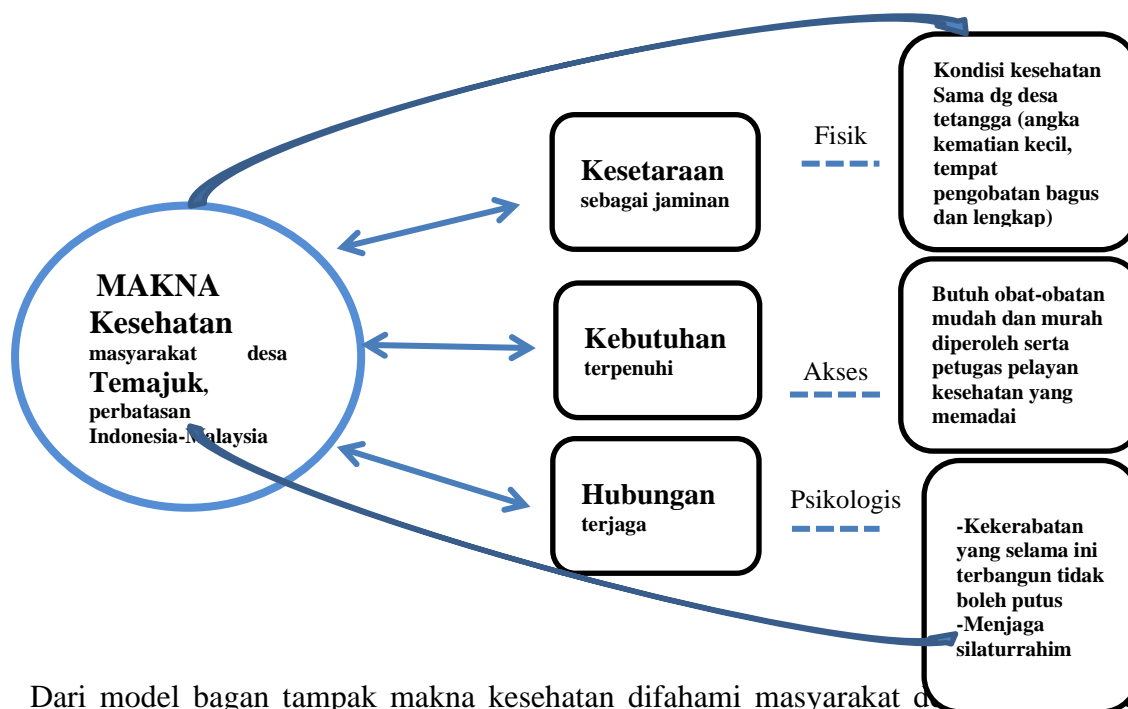 MAKNA
Kesehatan
masyarakat desa
Temajuk,
perbatasan
Indonesia-Malaysia
Kesetaraan
sebagai jaminan
Fisik
Kondisi kesehatan
Sama dg desa
tetangga (angka
kematian kecil,
tempat
pengobatan bagus
dan lengkap)
Kebutuhan
terpenuhi
Akses
Butuh obat-obatan
mudah dan murah
diperoleh serta
petugas pelayan
kesehatan yang
memadai
Hubungan
terjaga
Psikologis
-Kekerabatan
yang selama ini
terbangun tidak
boleh putus
-Menjaga
silaturrahim
Dari model bagan tampak makna kesehatan difahami masyarakat